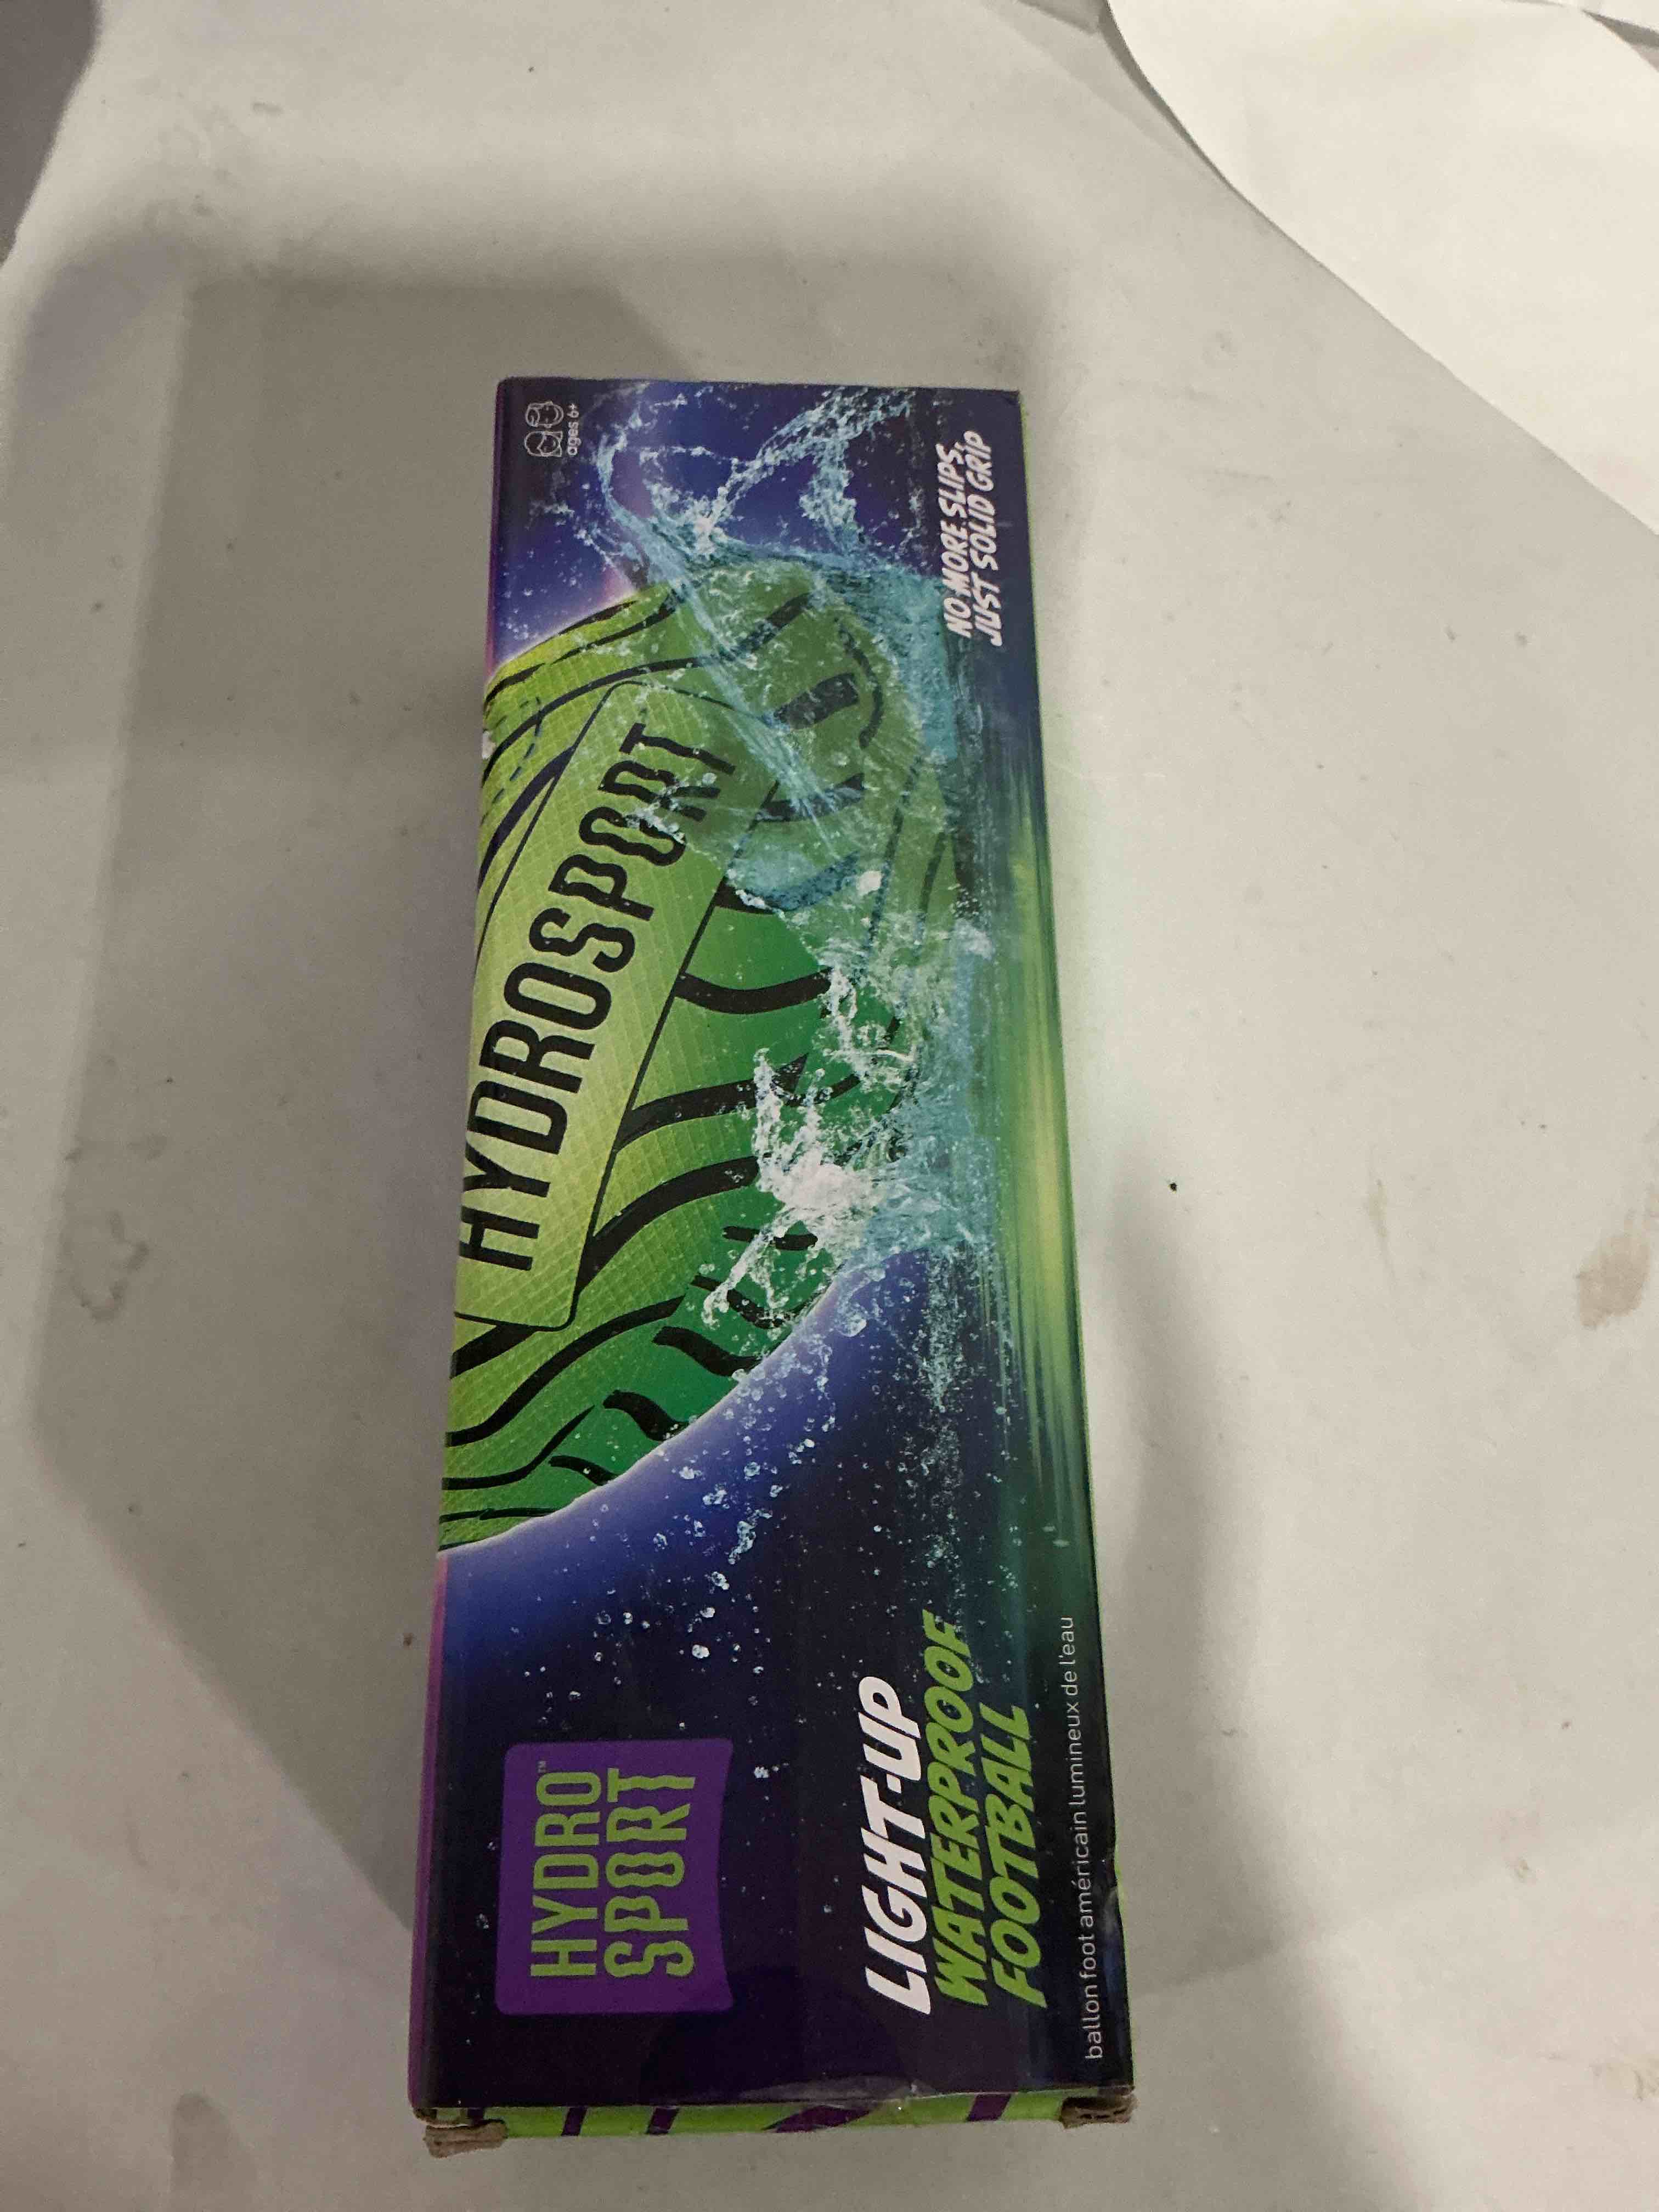 HYDRO™
SPORT
LIGHT-UP
WATERPROOF
FOOTBALL
ballon foot américain lumineux de l'eau
HYDROSPORT
ages 6+
NO MORE SLIPS,
JUST SOLID GRIP